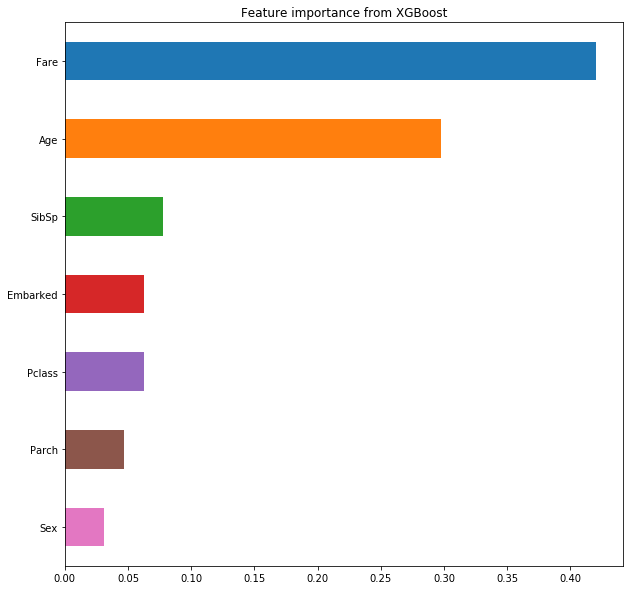 Feature importance from XGBoost
Fare
Age
SibSp
Embarked
Pclass
Parch
Sex
0.00 0.05 0.10 0.15 0.20 0.25 0.30 0.35 0.40